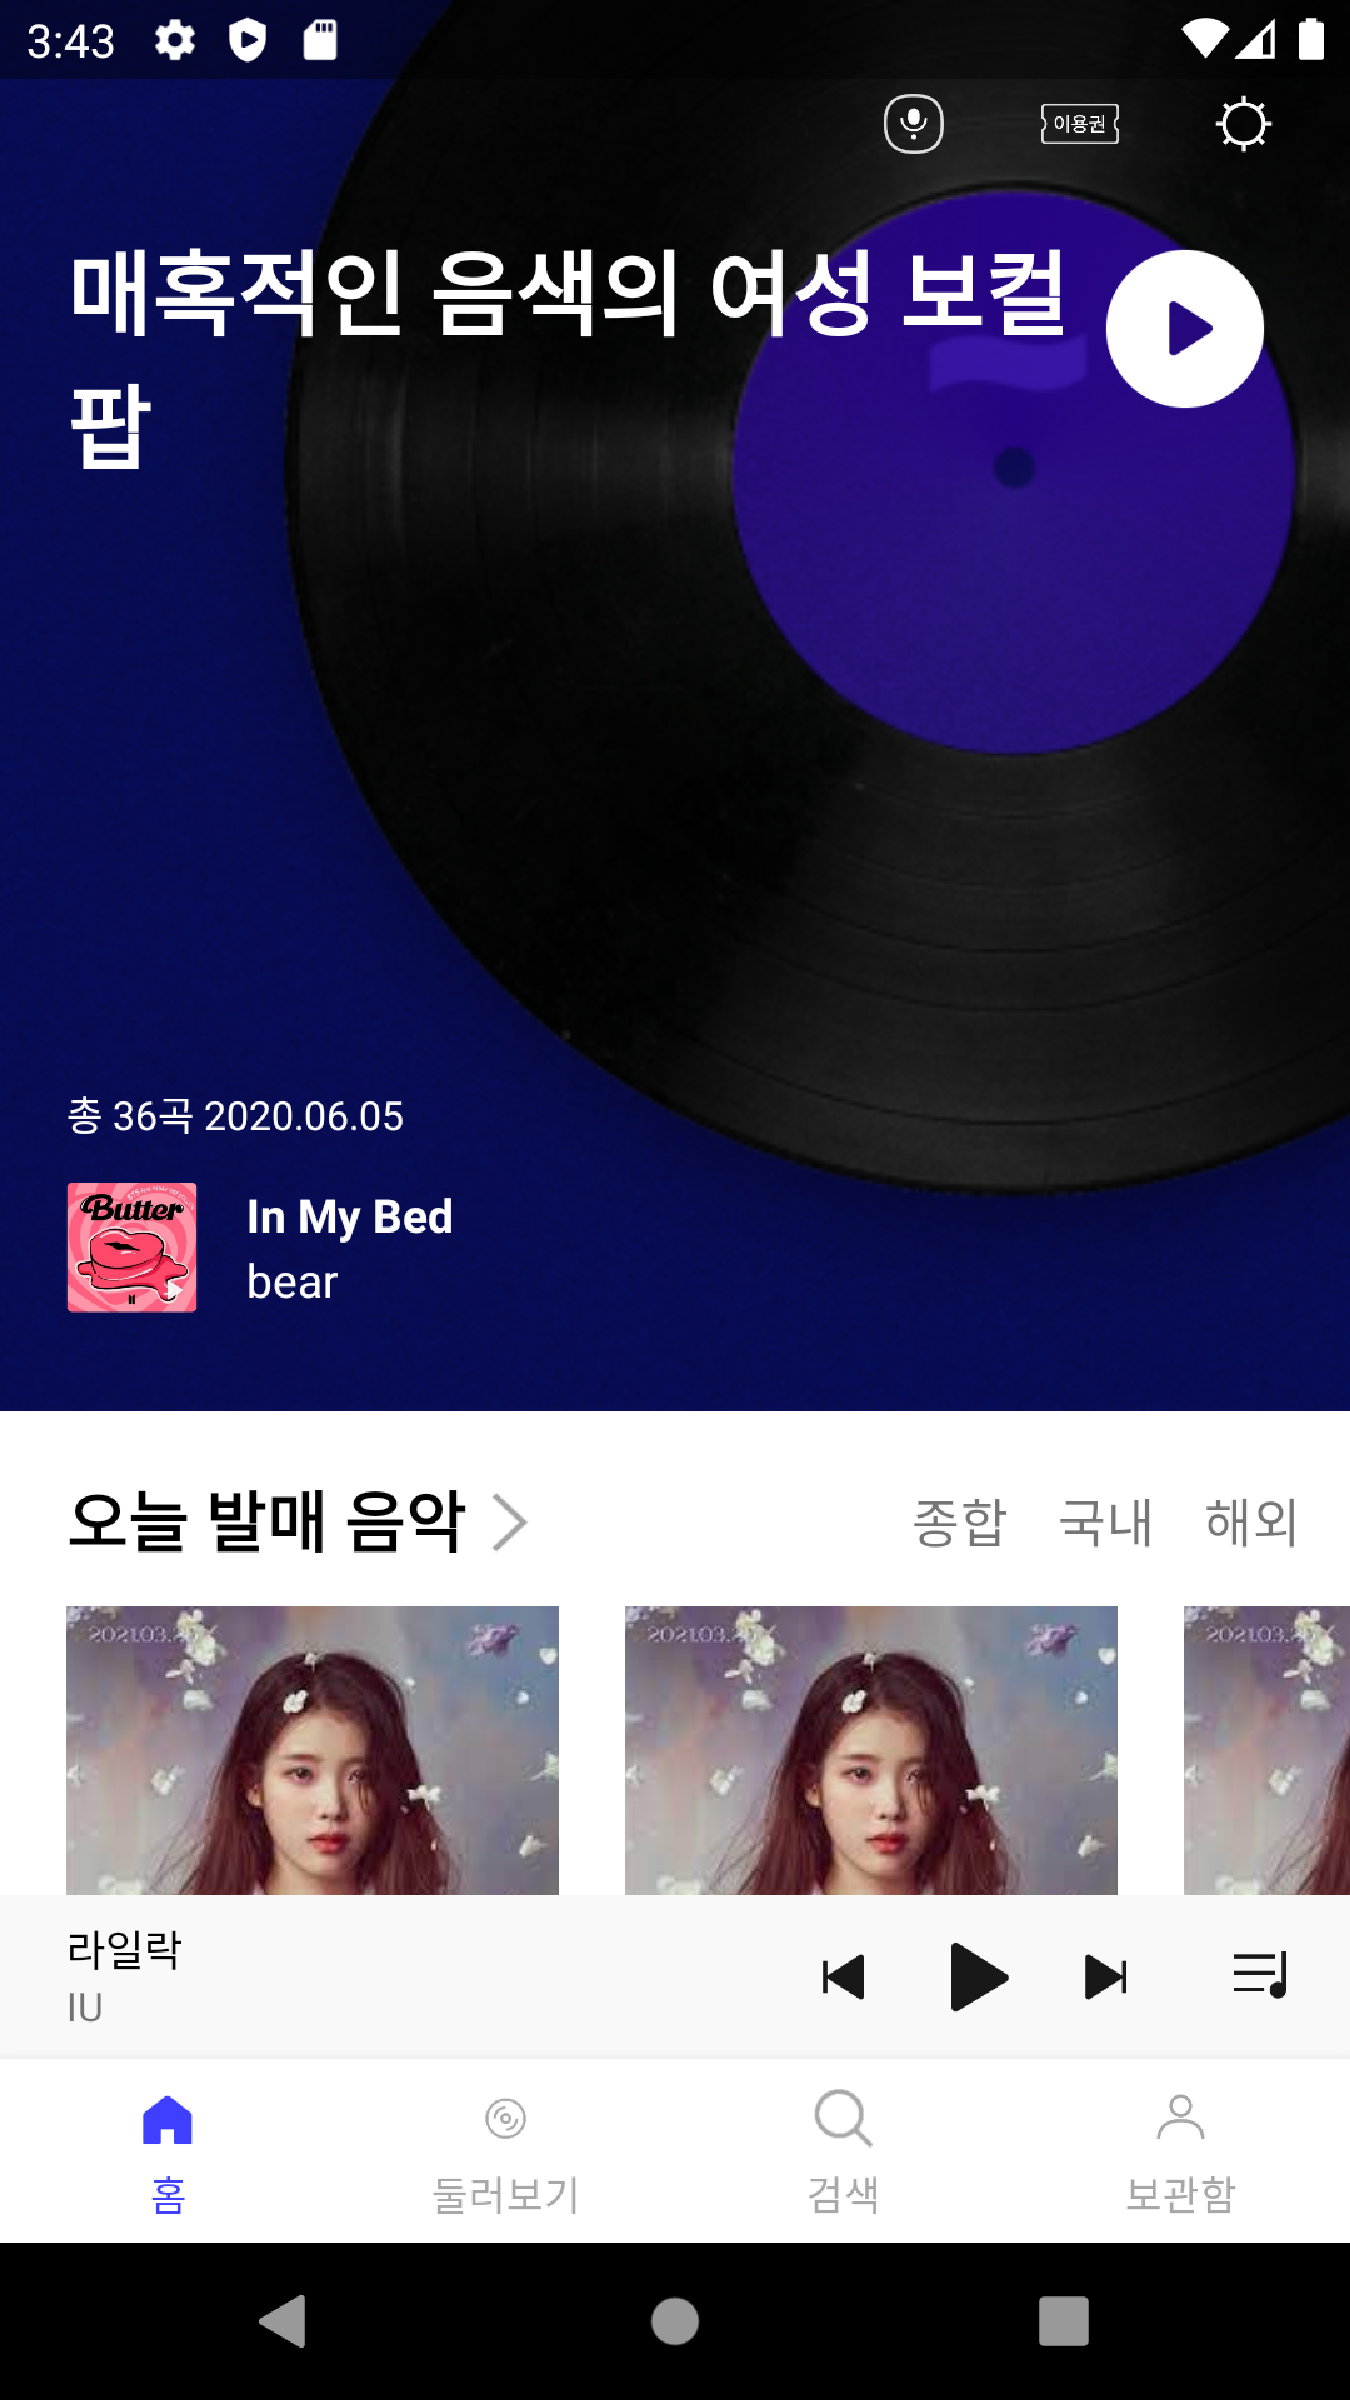 3:43
이용권
매혹적인 음색의 여성 보컬
팝
총 36곡 2020.06.05
Butter
In My Bed
bear
오늘 발매 음악
종합 국내 해외
라일락
IU
홈 둘러보기 검색 보관함